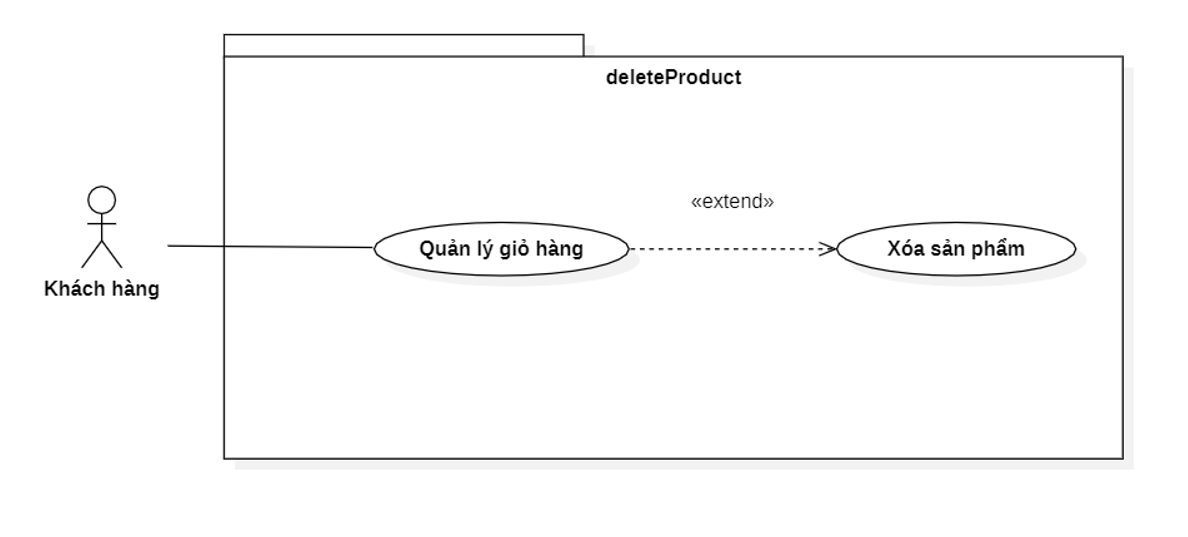 deleteProduct
«extend»
Quản lý giỏ hàng
Xóa sản phẩm
Khách hàng